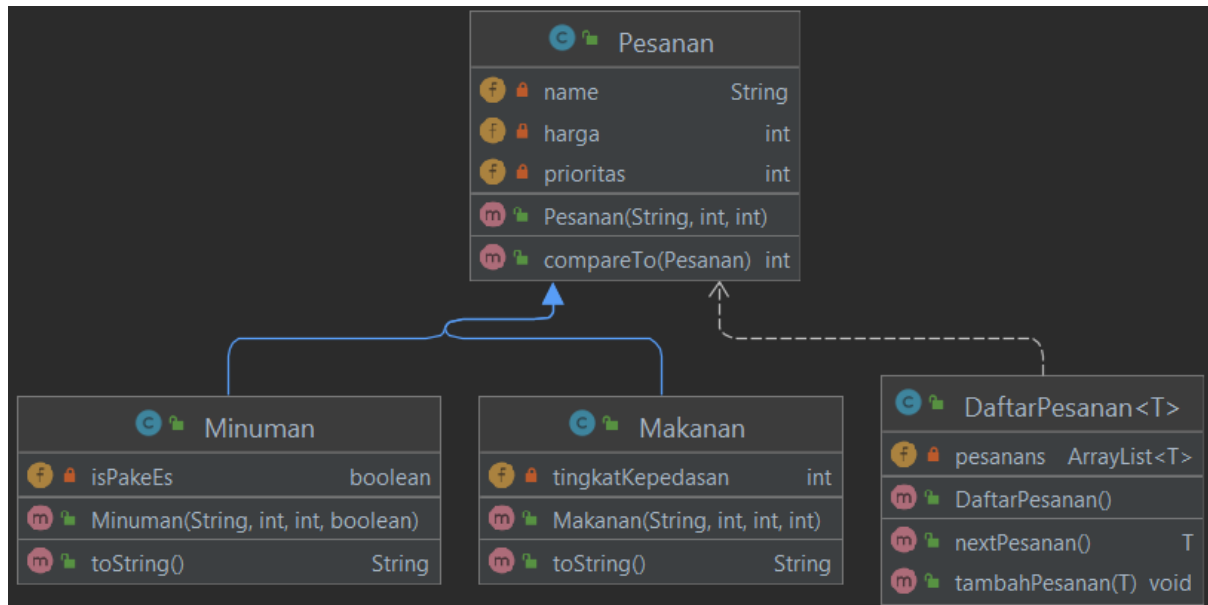 Pesanan
name String
harga int
prioritas int
Pesanan(String, int, int)
compareTo(Pesanan) int
Minuman
isPakeEs boolean
Minuman(String, int, int, boolean)
toString() String
Makanan
tingkatKepedasan int
Makanan(String, int, int, int)
toString() String
DaftarPesanan<T>
pesanans ArrayList<T>
DaftarPesanan()
nextPesanan() T
tambahPesanan(T) void